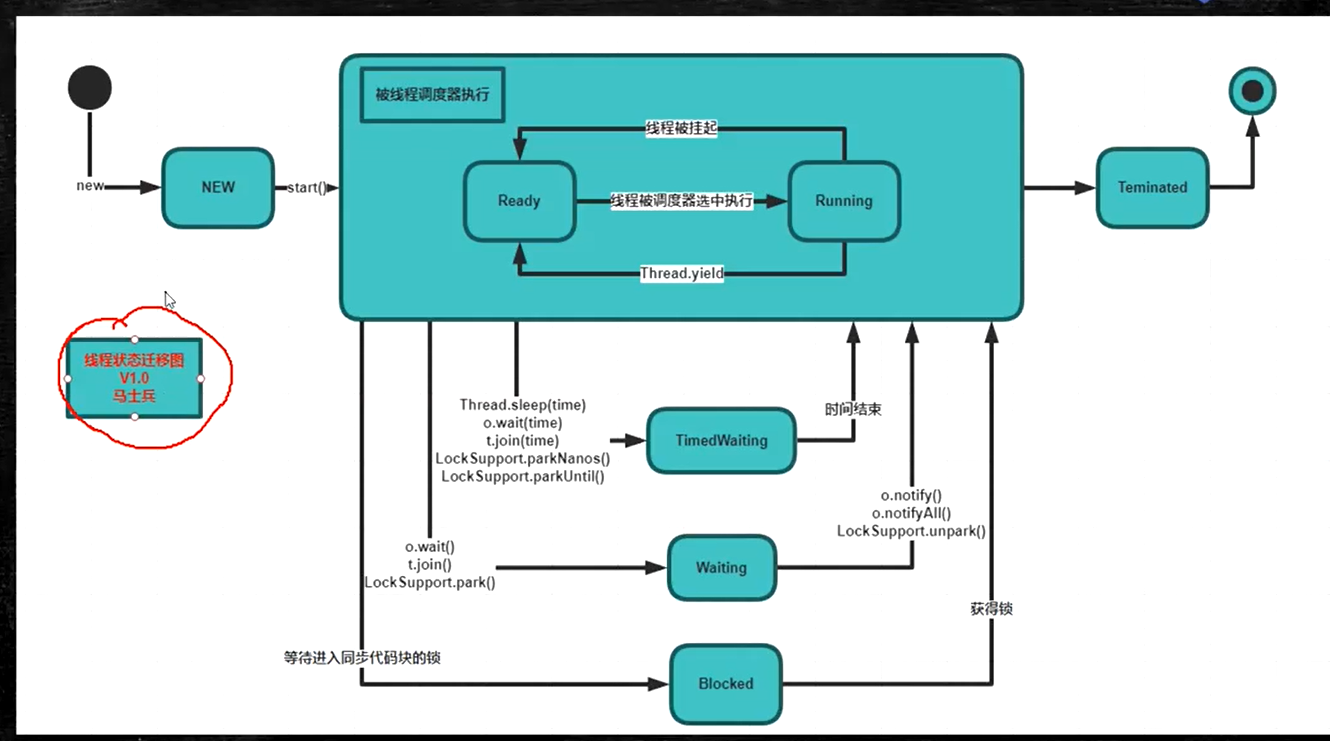 被线程调度器执行
线程被挂起
new
NEW
start()
Ready
线程被调度器选中执行
Running
Teminated
Thread.yield
线程状态迁移图
V1.0
马士兵
Thread.sleep(time)
o.wait(time)
t.join(time)
LockSupport.parkNanos()
LockSupport.parkUntil()
TimedWaiting
时间结束
o.notify()
o.notifyAll()
LockSupport.unpark()
o.wait()
t.join()
LockSupport.park()
Waiting
获得锁
等待进入同步代码块的锁
Blocked